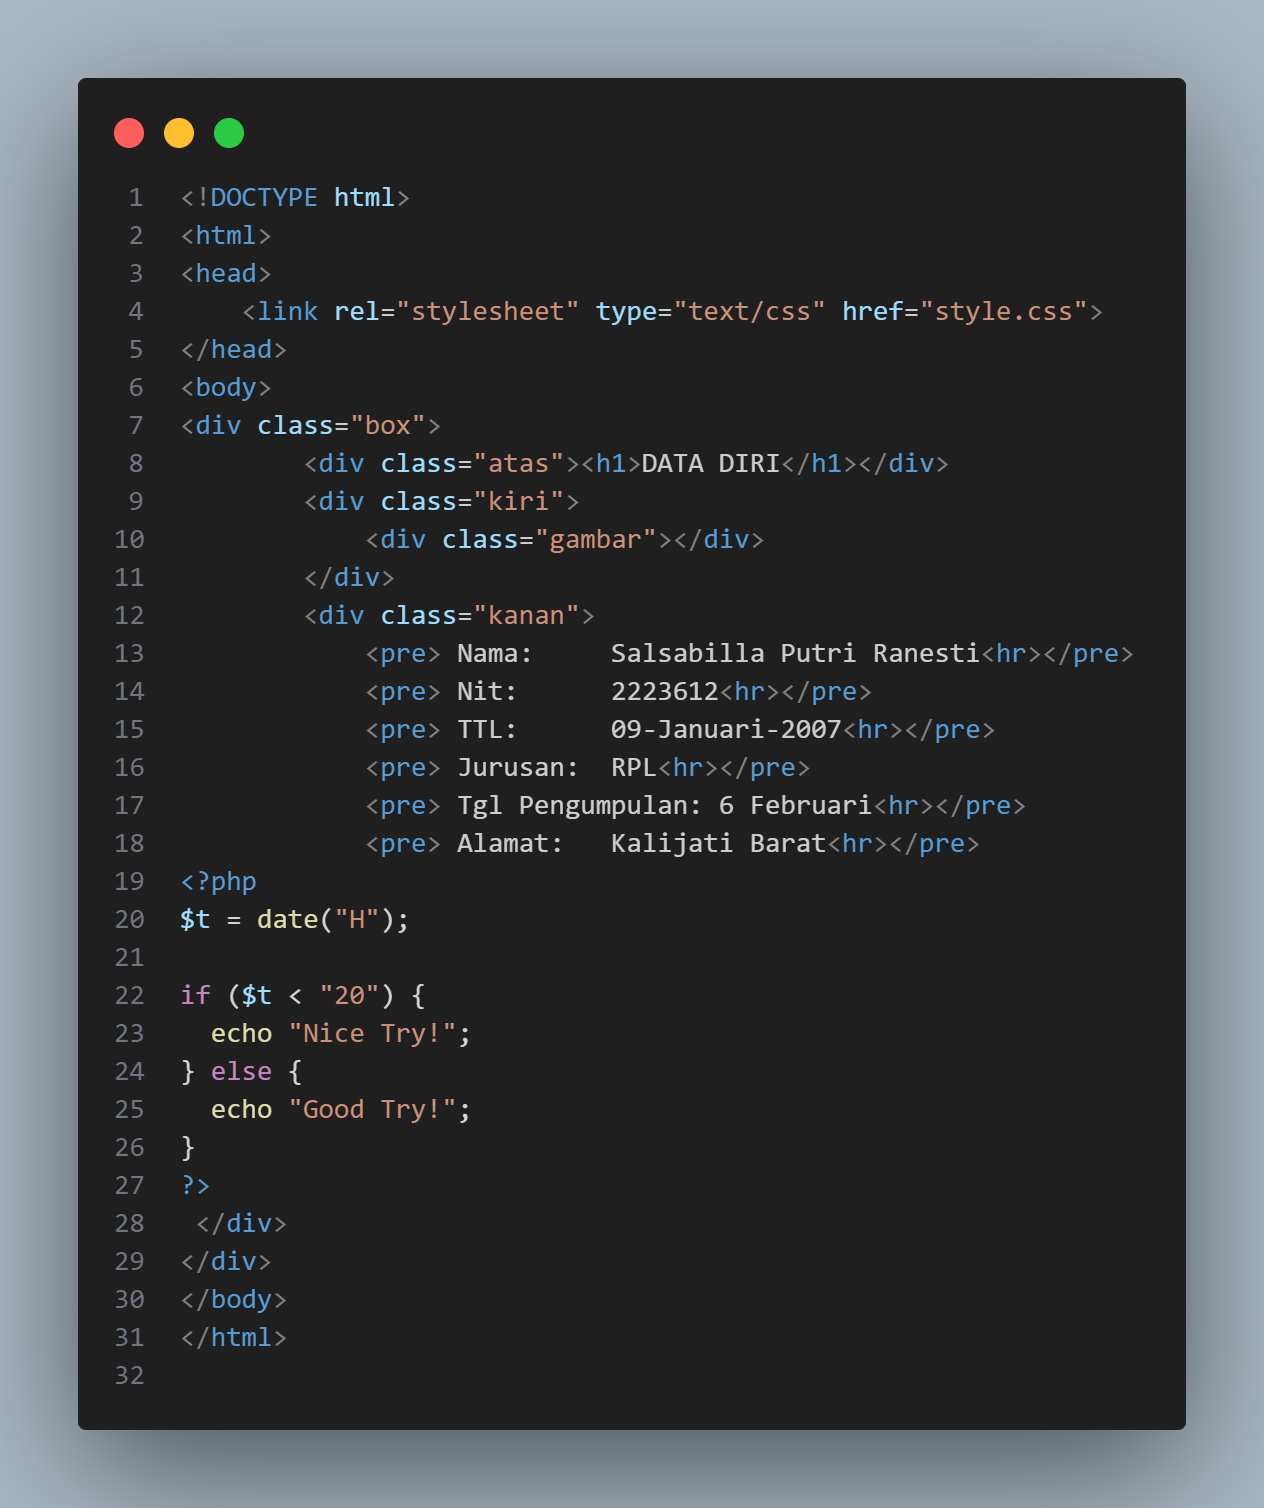 1 <!DOCTYPE html>
2 <html>
3 <head>
4     <link rel="stylesheet" type="text/css" href="style.css">
5 </head>
6 <body>
7 <div class="box">
8         <div class="atas"><h1>DATA DIRI</h1></div>
9         <div class="kiri">
10             <div class="gambar"></div>
11         </div>
12         <div class="kanan">
13             <pre> Nama:     Salsabilla Putri Ranesti<hr></pre>
14             <pre> Nit:      2223612<hr></pre>
15             <pre> TTL:      09-Januari-2007<hr></pre>
16             <pre> Jurusan:  RPL<hr></pre>
17             <pre> Tgl Pengumpulan: 6 Februari<hr></pre>
18             <pre> Alamat:   Kalijati Barat<hr></pre>
19 <?php
20 $t = date("H");
21
22 if ($t < "20") {
23   echo "Nice Try!";
24 } else {
25   echo "Good Try!";
26 }
27 ?>
28  </div>
29 </div>
30 </body>
31 </html>
32